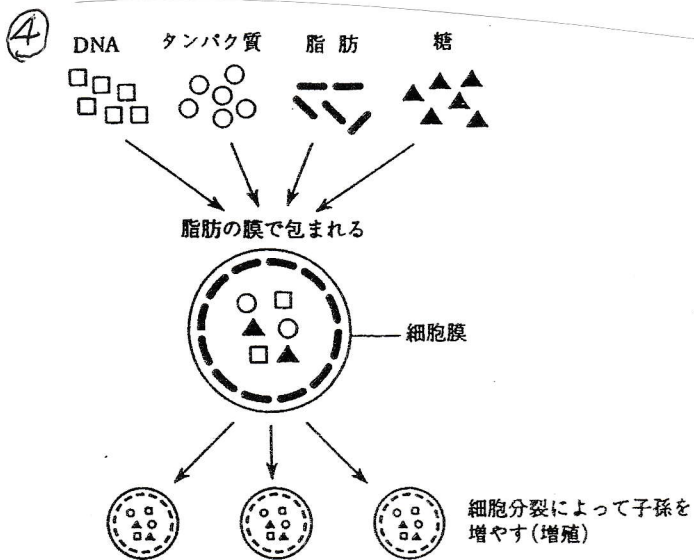 ④
DNA タンパク質 脂肪 糖
脂肪の膜で包まれる
細胞膜
細胞分裂によって子孫を
増やす(増殖)